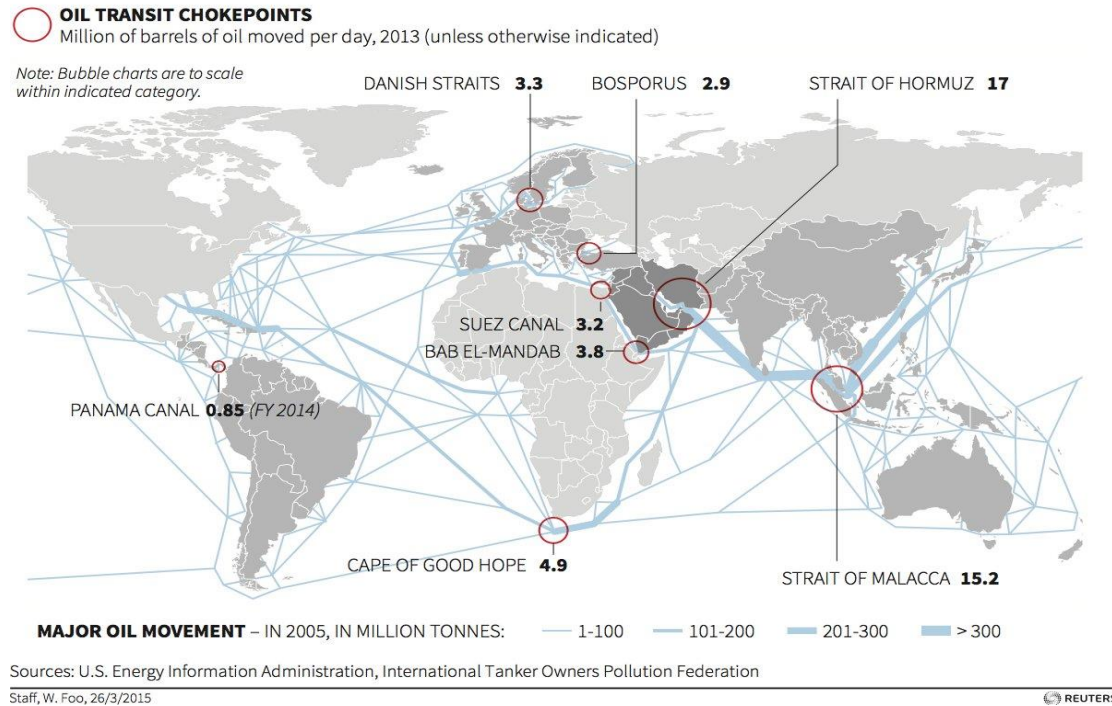 OIL TRANSIT CHOKEPOINTS
Million of barrels of oil moved per day, 2013 (unless otherwise indicated)
Note: Bubble charts are to scale
within indicated category.
DANISH STRAITS 3.3
BOSPORUS 2.9
STRAIT OF HORMUZ 17
SUEZ CANAL 3.2
BAB EL-MANDAB 3.8
PANAMA CANAL 0.85 (FY 2014)
CAPE OF GOOD HOPE 4.9
STRAIT OF MALACCA 15.2
MAJOR OIL MOVEMENT – IN 2005, IN MILLION TONNES: 1-100 101-200 201-300 > 300
Sources: U.S. Energy Information Administration, International Tanker Owners Pollution Federation
Staff, W. Foo, 26/3/2015
REUTERS